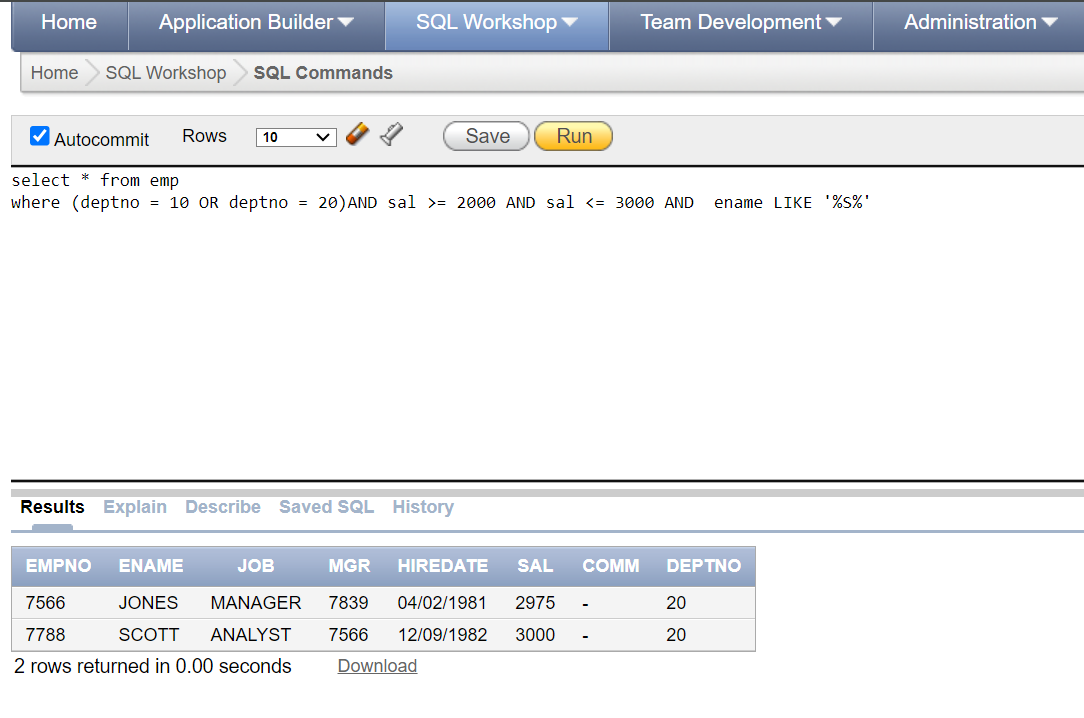 Home Application Builder SQL Workshop Team Development Administration
Home SQL Workshop SQL Commands
Autocommit Rows 10 Save Run
select * from emp
where (deptno = 10 OR deptno = 20)AND sal >= 2000 AND sal <= 3000 AND  ename LIKE '%S%'
Results Explain Describe Saved SQL History
EMPNO ENAME JOB MGR HIREDATE SAL COMM DEPTNO
7566 JONES MANAGER 7839 04/02/1981 2975 - 20
7788 SCOTT ANALYST 7566 12/09/1982 3000 - 20
2 rows returned in 0.00 seconds Download